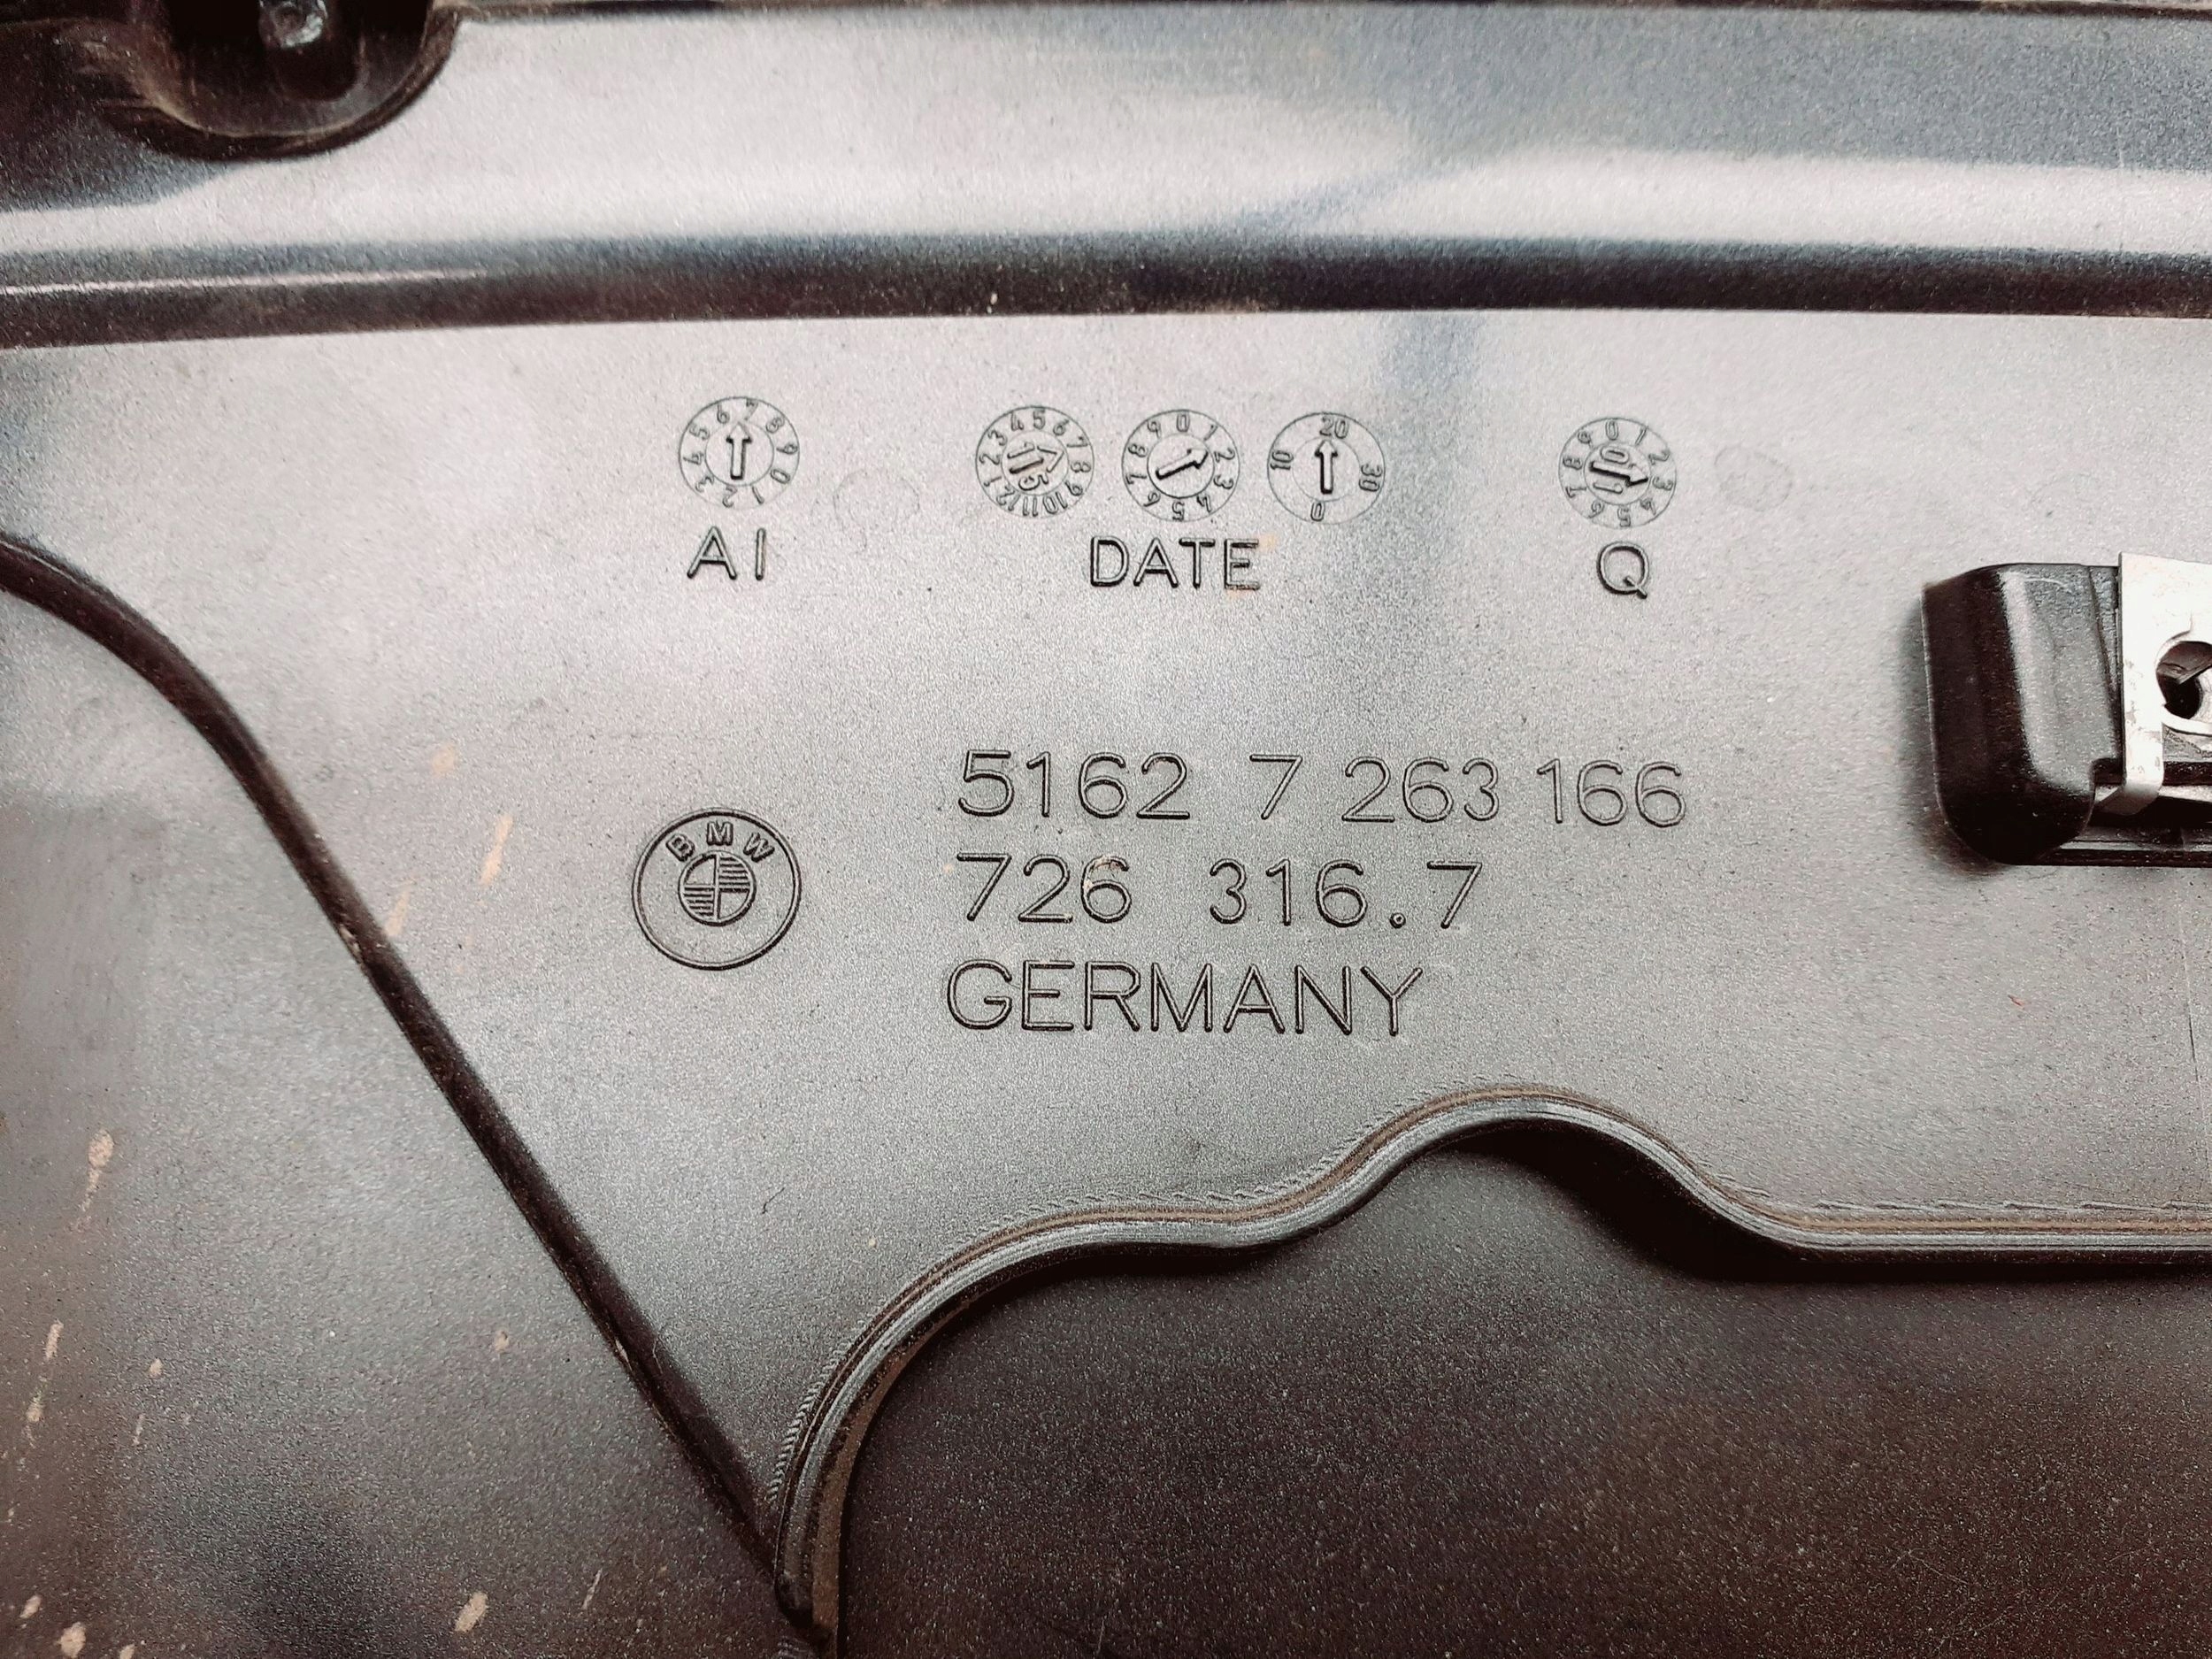 AI
DATE
Q
5162 7 263 166
BMW
726 316.7
GERMANY